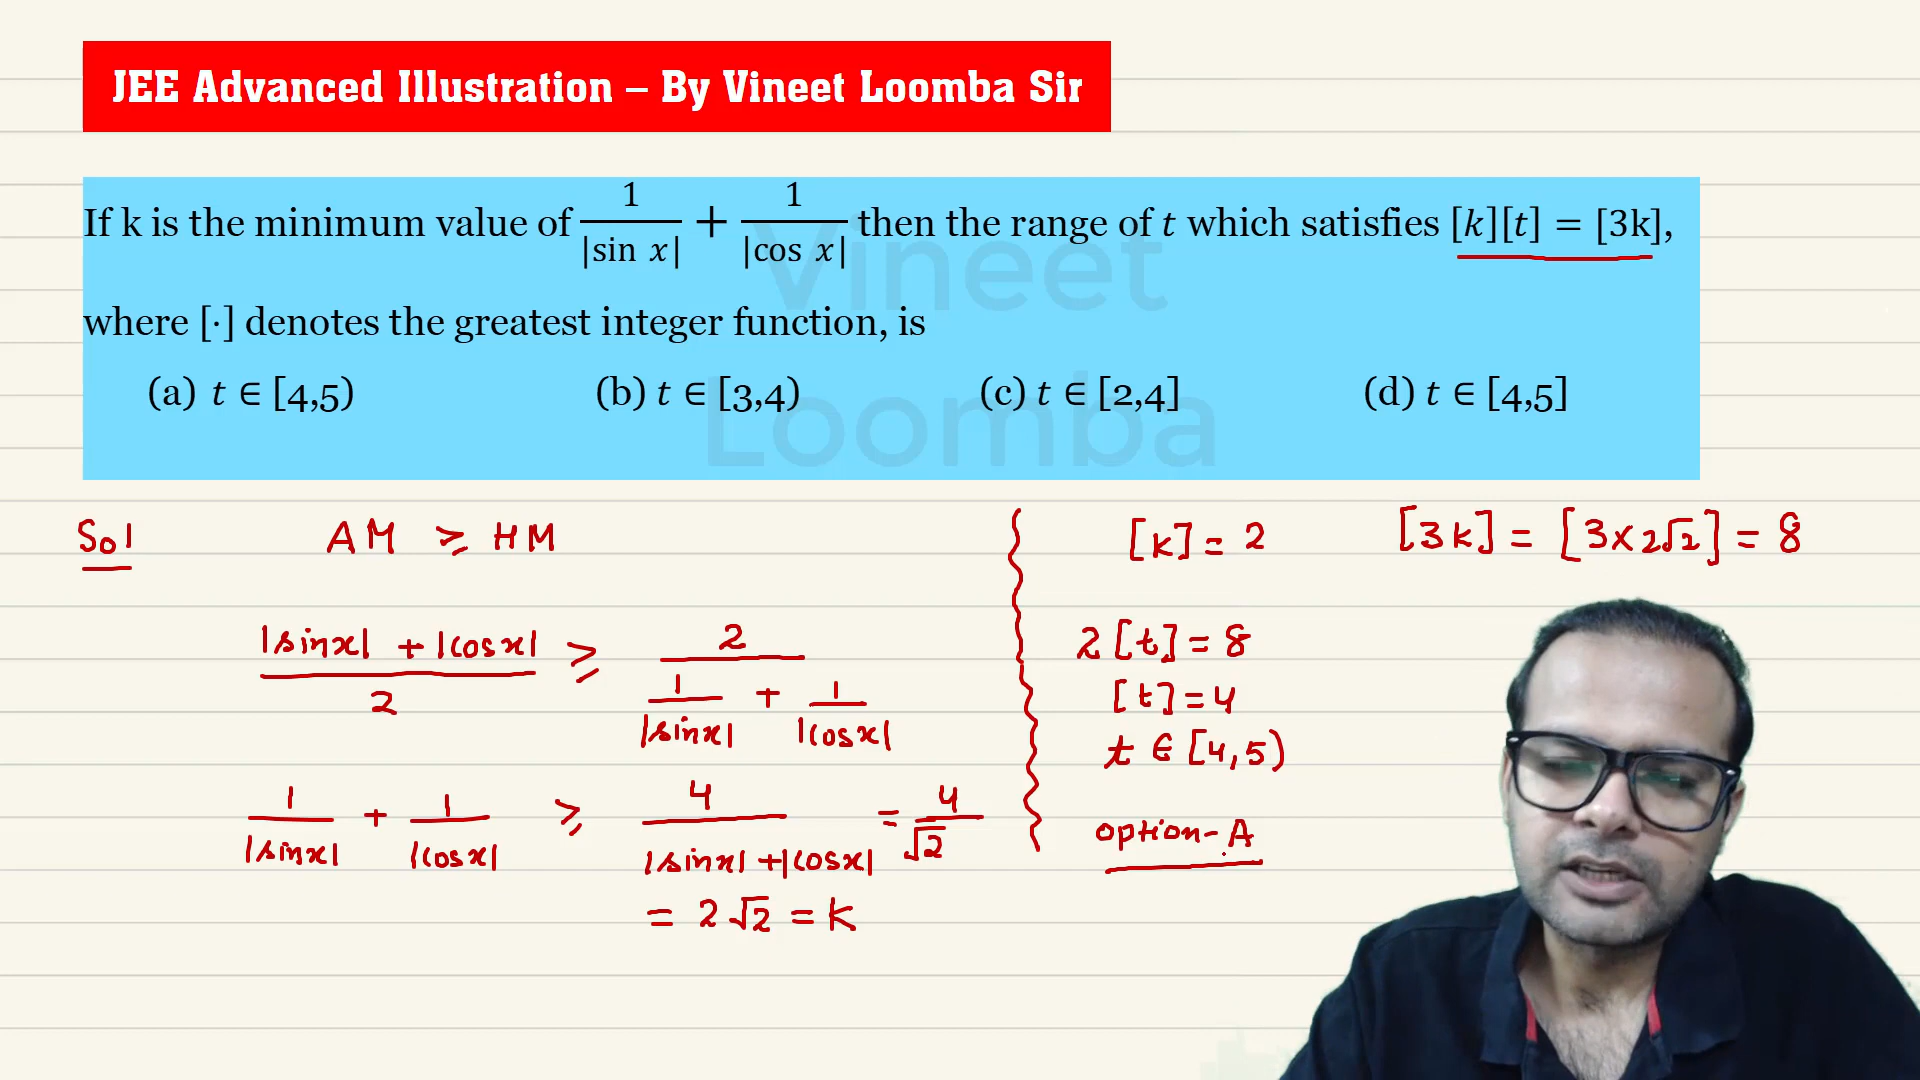 JEE Advanced Illustration – By Vineet Loomba Sir
If k is the minimum value of 1/|sin x| + 1/|cos x| then the range of t which satisfies [k][t] = [3k],
where [·] denotes the greatest integer function, is
(a) t ∈ [4,5) (b) t ∈ [3,4) (c) t ∈ [2,4] (d) t ∈ [4,5]
Vineet
Loomba
Sol
AM ≥ HM
(|sinx| + |cosx|)/2 ≥ 2/(1/|sinx| + 1/|cosx|)
1/|sinx| + 1/|cosx| ≥ 4/(|sinx| + |cosx|) = 4/√2
= 2√2 = k
[k] = 2 [3k] = [3×2√2] = 8
2[t] = 8
[t] = 4
t ∈ [4,5)
option-A